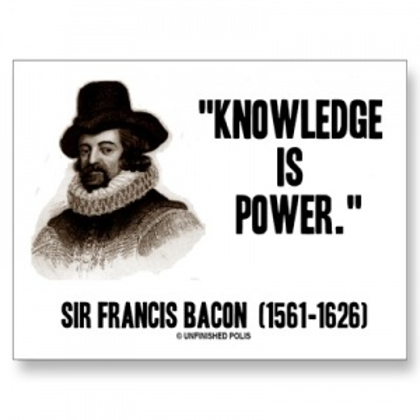 "KNOWLEDGE
IS
POWER."
SIR FRANCIS BACON (1561-1626)
© UNFINISHED POLIS